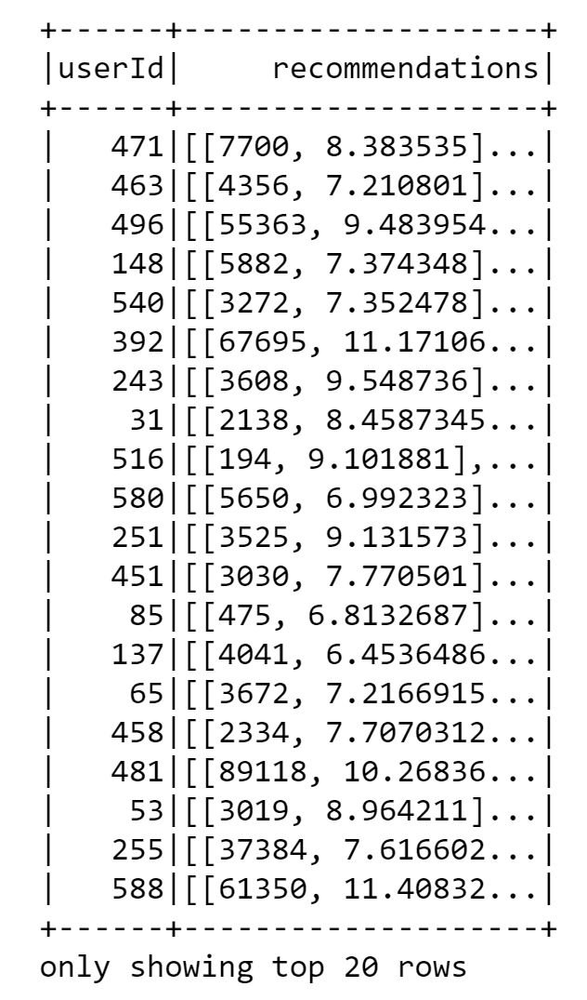 +------+--------------------+
|userId|     recommendations|
+------+--------------------+
|   471|[[7700, 8.383535]...|
|   463|[[4356, 7.210801]...|
|   496|[[55363, 9.483954...|
|   148|[[5882, 7.374348]...|
|   540|[[3272, 7.352478]...|
|   392|[[67695, 11.17106...|
|   243|[[3608, 9.548736]...|
|    31|[[2138, 8.4587345...|
|   516|[[194, 9.101881],...|
|   580|[[5650, 6.992323]...|
|   251|[[3525, 9.131573]...|
|   451|[[3030, 7.770501]...|
|    85|[[475, 6.8132687]...|
|   137|[[4041, 6.4536486...|
|    65|[[3672, 7.2166915...|
|   458|[[2334, 7.7070312...|
|   481|[[89118, 10.26836...|
|    53|[[3019, 8.964211]...|
|   255|[[37384, 7.616602...|
|   588|[[61350, 11.40832...|
+------+--------------------+
only showing top 20 rows